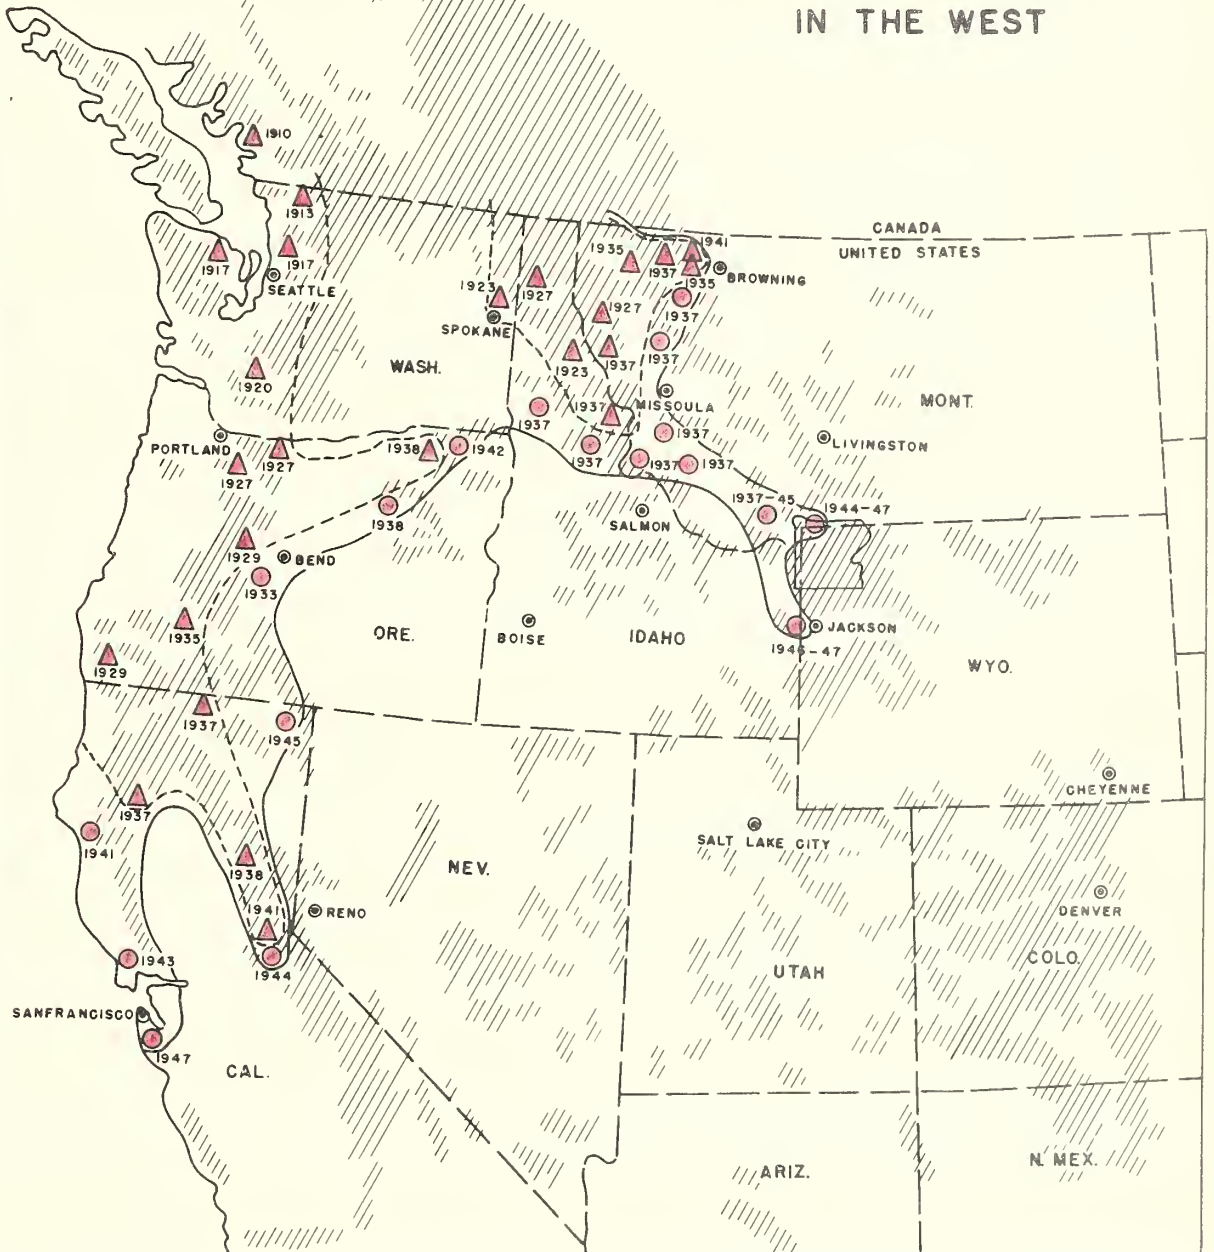 IN THE WEST
1910
1913
CANADA
1917
1917
1935
1941
UNITED STATES
1937
BROWNING
SEATTLE
1923
1927
1935
1937
1927
SPOKANE
1920
WASH.
1923
1937
1937
MISSOULA
MONT.
1937
1937
1937
PORTLAND
1927
1938
1942
1937
1937
1937
LIVINGSTON
1927
1938
1937-45
1944-47
SALMON
1929
BEND
1933
1935
ORE.
BOISE
IDAHO
JACKSON
1946-47
WYO.
1929
1937
1945
CHEYENNE
1937
1941
SALT LAKE CITY
1938
NEV.
1941
RENO
DENVER
1943
1944
COLO.
UTAH
SANFRANCISCO
1947
CAL.
ARIZ.
N. MEX.